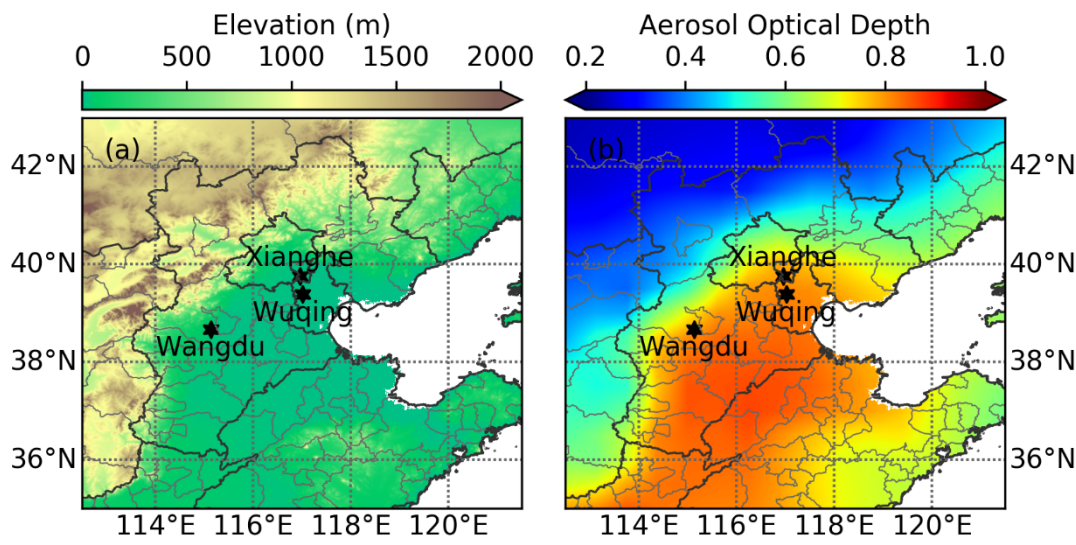 Elevation (m)
0 500 1000 1500 2000
(a)
42°N
40°N
38°N
36°N
Xianghe
Wuqing
Wangdu
114°E 116°E 118°E 120°E
Aerosol Optical Depth
0.2 0.4 0.6 0.8 1.0
(b)
42°N
40°N
38°N
36°N
Xianghe
Wuqing
Wangdu
114°E 116°E 118°E 120°E